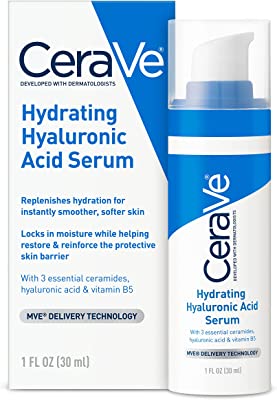 CeraVe
DEVELOPED WITH DERMATOLOGISTS
Hydrating
Hyaluronic
Acid Serum
Replenishes hydration for
instantly smoother, softer skin
Locks in moisture while helping
restore & reinforce the protective
skin barrier
With 3 essential ceramides,
hyaluronic acid & vitamin B5
MVE® DELIVERY TECHNOLOGY
1 FL OZ (30 ml)
CeraVe
DEVELOPED WITH DERMATOLOGISTS
Hydrating
Hyaluronic Acid
Serum
With 3 essential ceramides,
hyaluronic acid & vitamin B5
MVE® DELIVERY TECHNOLOGY
1 FL OZ (30 ml)